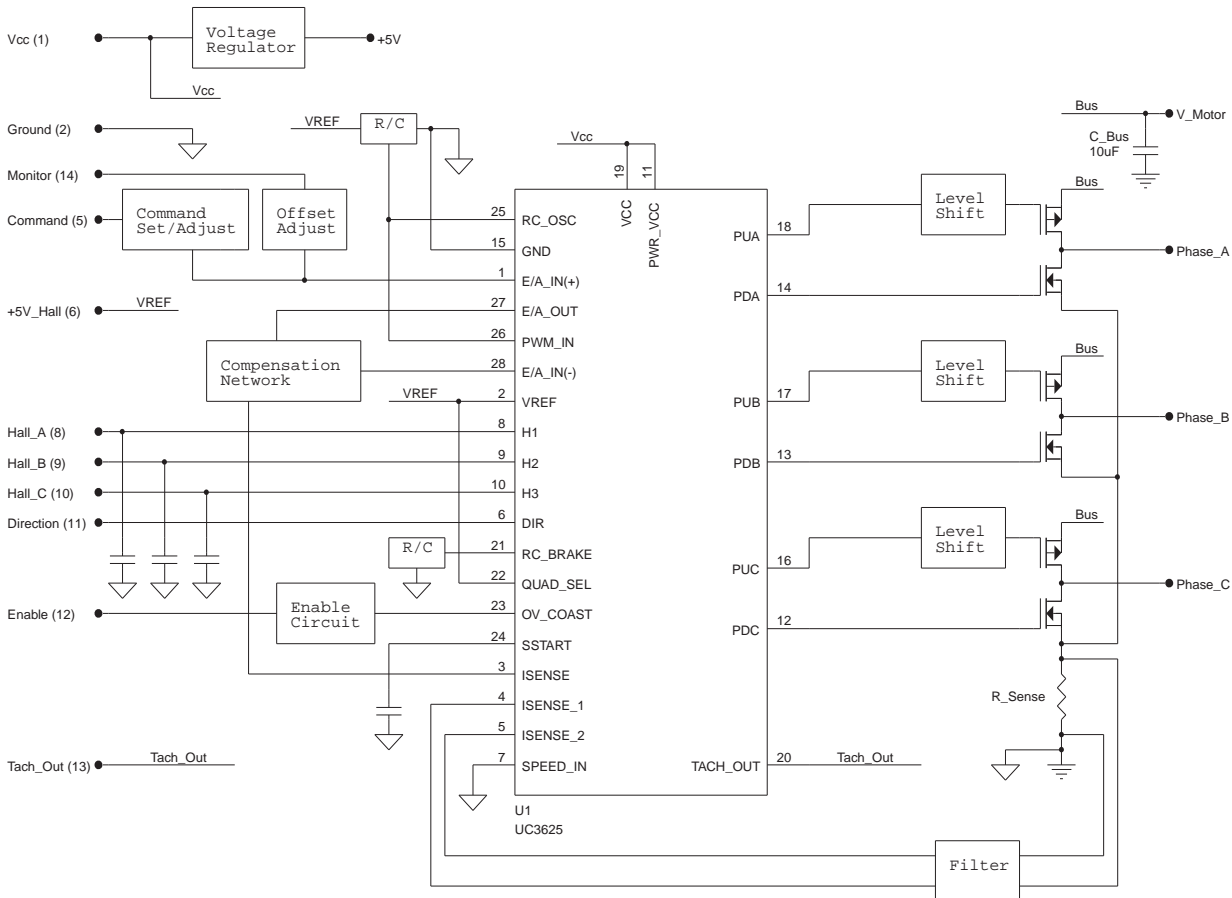 Vcc (1)
Voltage
Regulator
+5V
Vcc
Ground (2)
VREF
R/C
Monitor (14)
Command (5)
Command
Set/Adjust
Offset
Adjust
+5V_Hall (6)
VREF
Compensation
Network
VREF
Hall_A (8)
Hall_B (9)
Hall_C (10)
Direction (11)
R/C
Enable (12)
Enable
Circuit
Tach_Out (13)
Tach_Out
Vcc
19
VCC
11
PWR_VCC
25
RC_OSC
15
GND
1
E/A_IN(+)
27
E/A_OUT
26
PWM_IN
28
E/A_IN(-)
2
VREF
8
H1
9
H2
10
H3
6
DIR
21
RC_BRAKE
22
QUAD_SEL
23
OV_COAST
24
SSTART
3
ISENSE
4
ISENSE_1
5
ISENSE_2
7
SPEED_IN
U1
UC3625
PUA
18
PDA
14
PUB
17
PDB
13
PUC
16
PDC
12
TACH_OUT
20
Tach_Out
Bus
V_Motor
C_Bus
10uF
Level
Shift
Bus
Phase_A
Level
Shift
Bus
Phase_B
Level
Shift
Bus
Phase_C
R_Sense
Filter